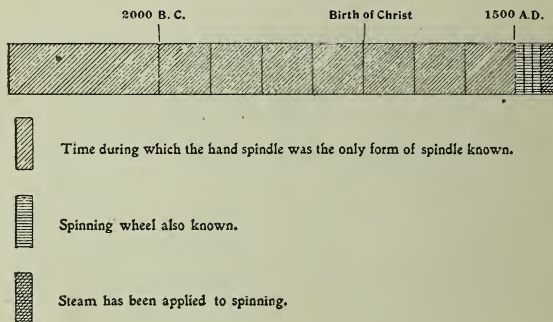 2000 B. C. Birth of Christ 1500 A.D.
Time during which the hand spindle was the only form of spindle known.
Spinning wheel also known.
Steam has been applied to spinning.